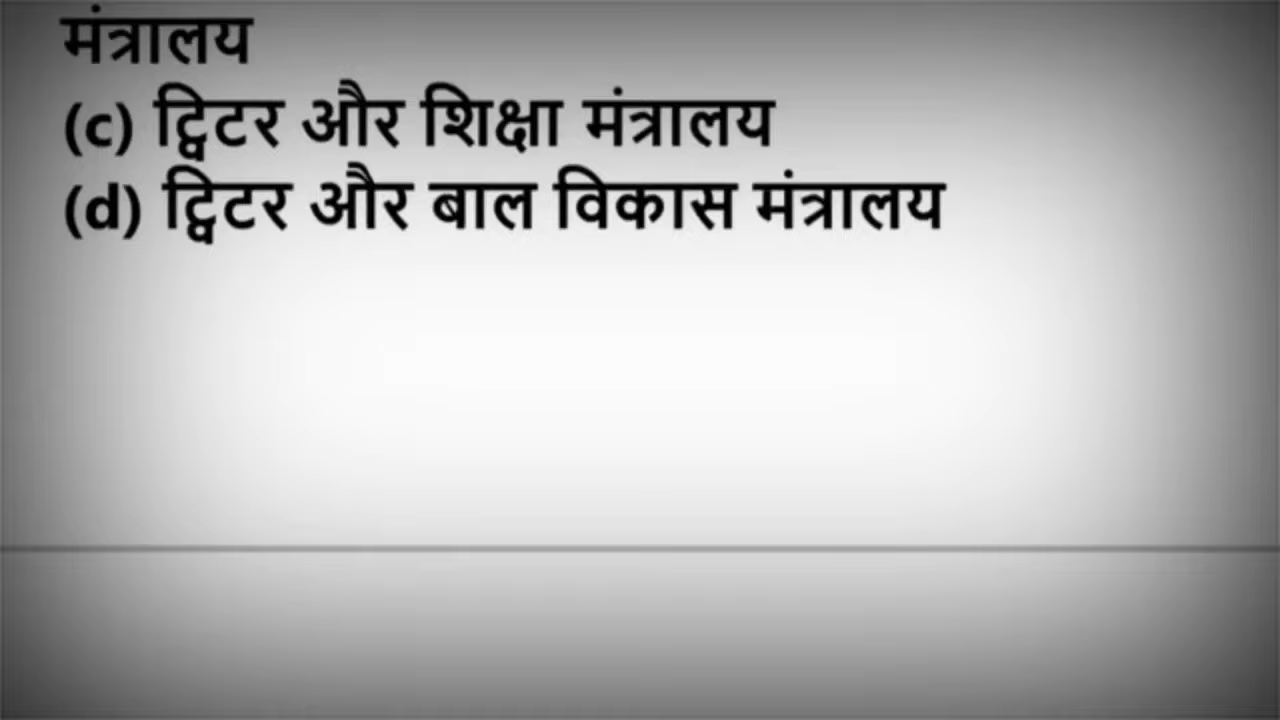 मंत्रालय
(c) ट्विटर और शिक्षा मंत्रालय
(d) ट्विटर और बाल विकास मंत्रालय